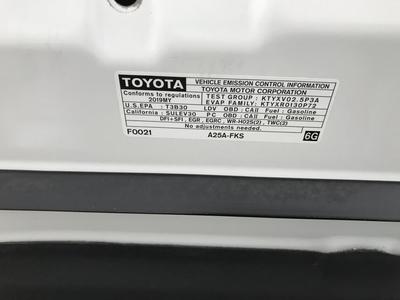 TOYOTA VEHICLE EMISSION CONTROL INFORMATION
TOYOTA MOTOR CORPORATION
Conforms to regulations TEST GROUP : KTYXV02.5P3A
2019MY EVAP FAMILY: KTYXR0130P72
U.S.EPA : T3B30 LDV OBD : CAII Fuel : Gasoline
California : SULEV30 PC OBD : CAII Fuel : Gasoline
DFI+SFI , EGR , EGRC , WR-HO2S(2) , TWC(2)
No adjustments needed.
F0021 A25A-FKS 6G